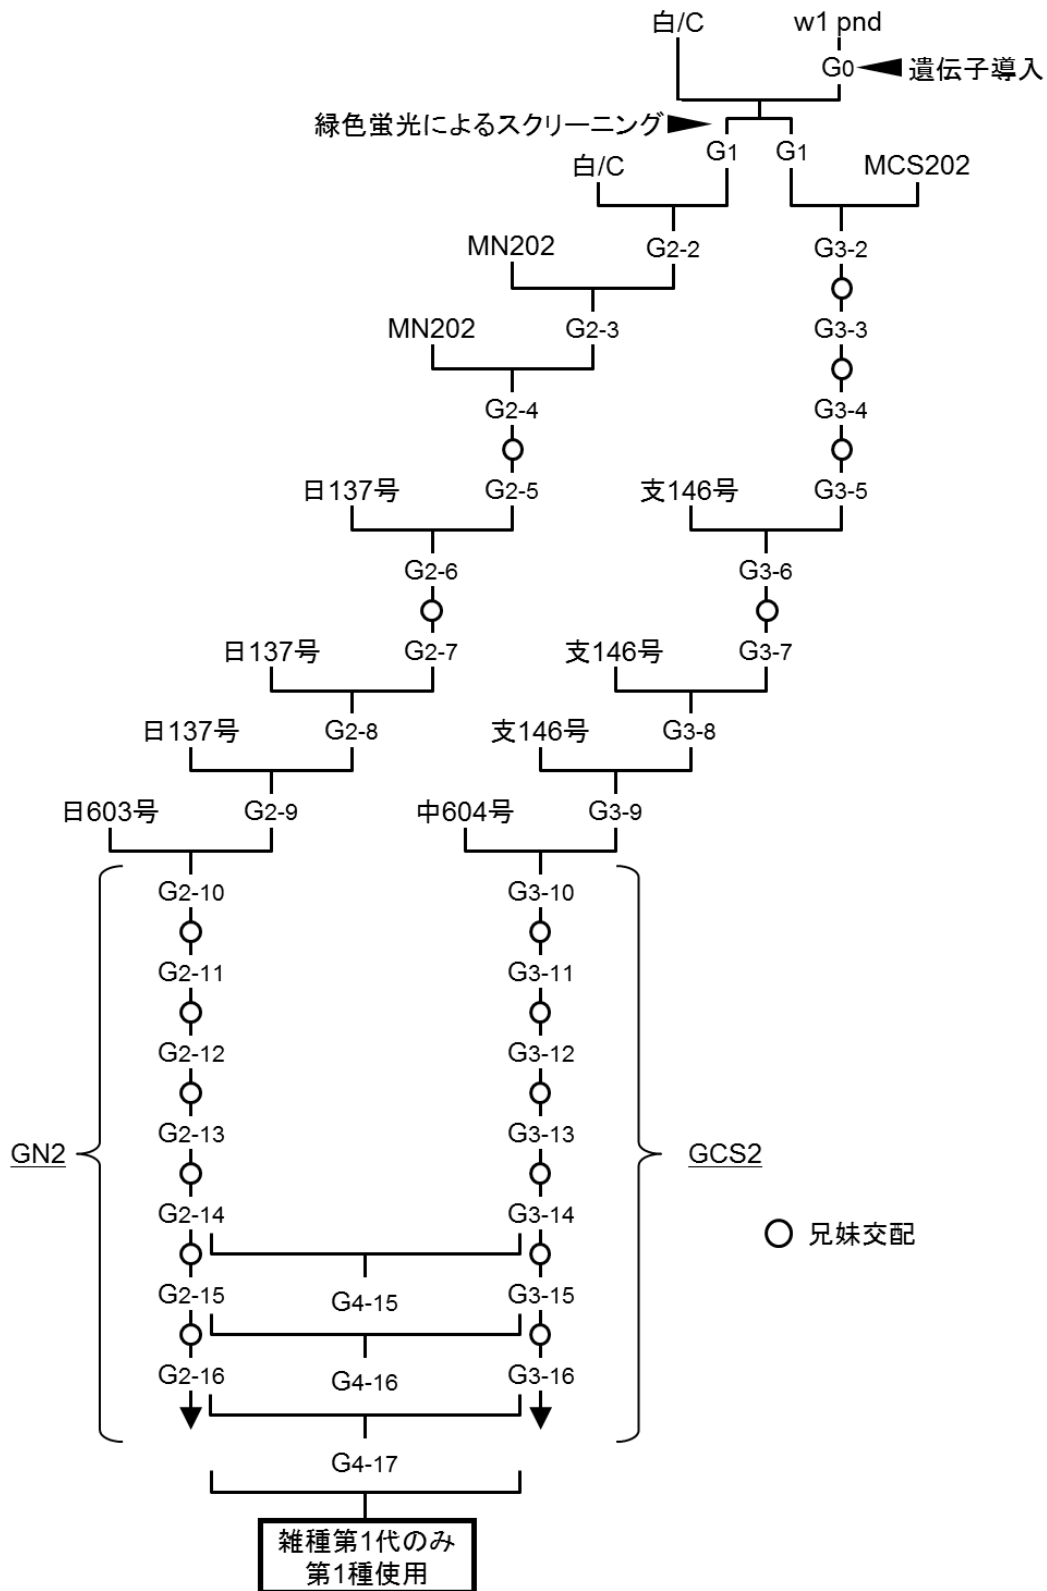 白/C
w1 pnd
G0
遺伝子導入
緑色蛍光によるスクリーニング
G1
G1
白/C
MCS202
MN202
G2-2
G3-2
MN202
G2-3
G3-3
G2-4
G3-4
日137号
G2-5
支146号
G3-5
G2-6
G3-6
日137号
G2-7
支146号
G3-7
日137号
G2-8
支146号
G3-8
日603号
G2-9
中604号
G3-9
G2-10
G3-10
G2-11
G3-11
G2-12
G3-12
G2-13
G3-13
GN2
GCS2
G2-14
G3-14
兄妹交配
G2-15
G4-15
G3-15
G2-16
G4-16
G3-16
G4-17
雑種第1代のみ
第1種使用